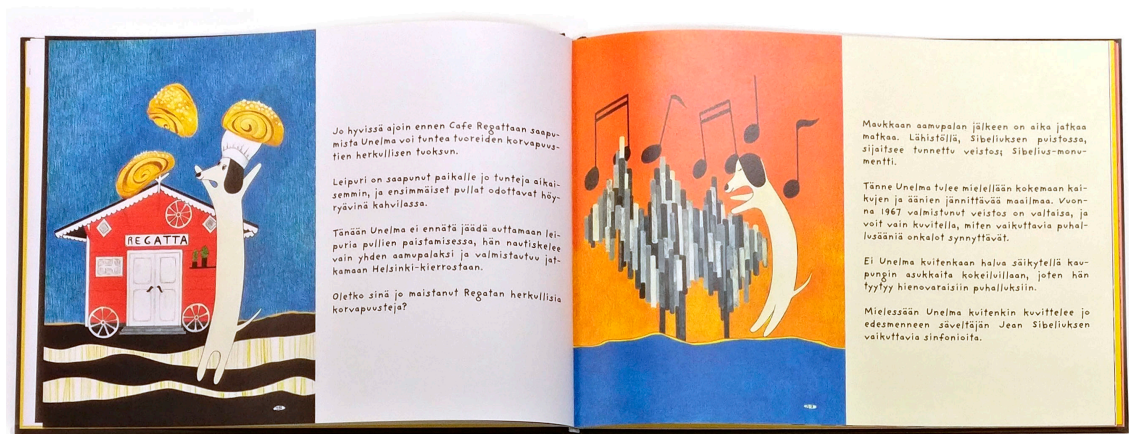 REGATTA
Jo hyvissä ajoin ennen Cafe Regattaan saapu-
mista Unelma voi tuntea tuoreiden korvapuus-
tien herkullisen tuoksun.
Leipuri on saapunut paikalle jo tunteja aikai-
semmin, ja ensimmäiset pullat odottavat höy-
ryävinä kahvilassa.
Tänään Unelma ei ennätä jäädä auttamaan lei-
puria pullien paistamisessa, hän nautiskelee
vain yhden aamupalaksi ja valmistautuu jat-
kamaan Helsinki-kierrostaan.
Oletko sinä jo maistanut Regatan herkullisia
korvapuusteja?
Maukkaan aamupalan jälkeen on aika jatkaa
matkaa. Lähistöllä, Sibeliuksen puistossa,
sijaitsee tunnettu veistos; Sibelius-monu-
mentti.
Tänne Unelma tulee mielellään kokemaan kai-
kujen ja äänien jännittävää maailmaa. Vuon-
na 1967 valmistunut veistos on valtaisa, ja
voit vain kuvitella, miten vaikuttavia puhal-
lusääniä onkalot synnyttävät.
Ei Unelma kuitenkaan halua säikytellä kau-
pungin asukkaita kokeiluillaan, joten hän
tyytyy hienovaraisiin puhalluksiin.
Mielessään Unelma kuitenkin kuvittelee jo
edesmenneen säveltäjän Jean Sibeliuksen
vaikuttavia sinfonioita.